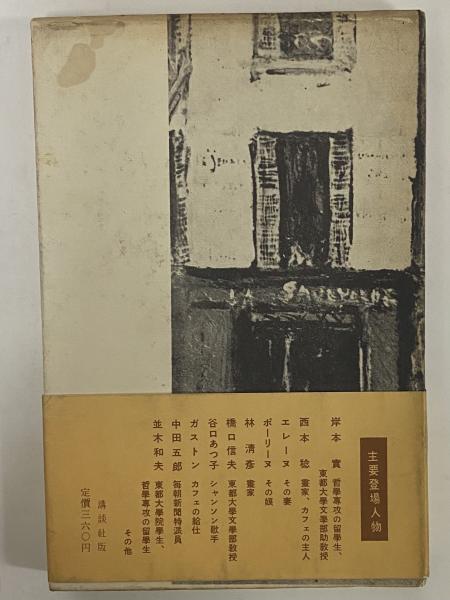 LA SAVOYARDE
主要登場人物
岸本　實　哲學專攻の留學生、
東都大學文學部助教授
西本　稔　畫家、カフェの主人
エレーヌ　その妻
ポーリーヌ　その娘
林　清彥　畫家
橋口信夫　東都大學文學部敎授
谷口あつ子　シャンソン歌手
ガストン　カフェの給仕
中田五郎　每朝新聞特派員
並木和夫　東都大學院學生、
哲學專攻の留學生
その他
講談社版
定價三六〇円